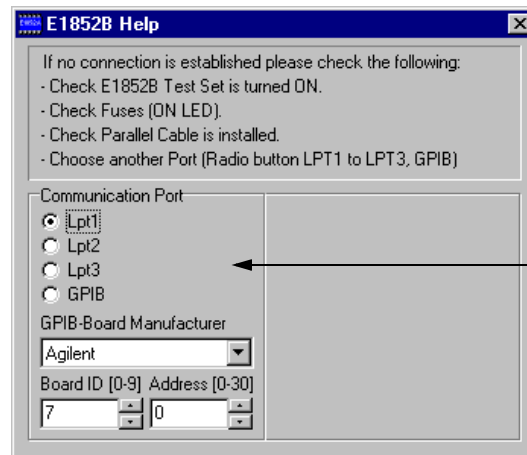 E1852B Help
If no connection is established please check the following:
- Check E1852B Test Set is turned ON.
- Check Fuses (ON LED).
- Check Parallel Cable is installed.
- Choose another Port (Radio button LPT1 to LPT3, GPIB)
Communication Port
Lpt1
Lpt2
Lpt3
GPIB
GPIB-Board Manufacturer
Agilent
Board ID [0-9] Address [0-30]
7 0